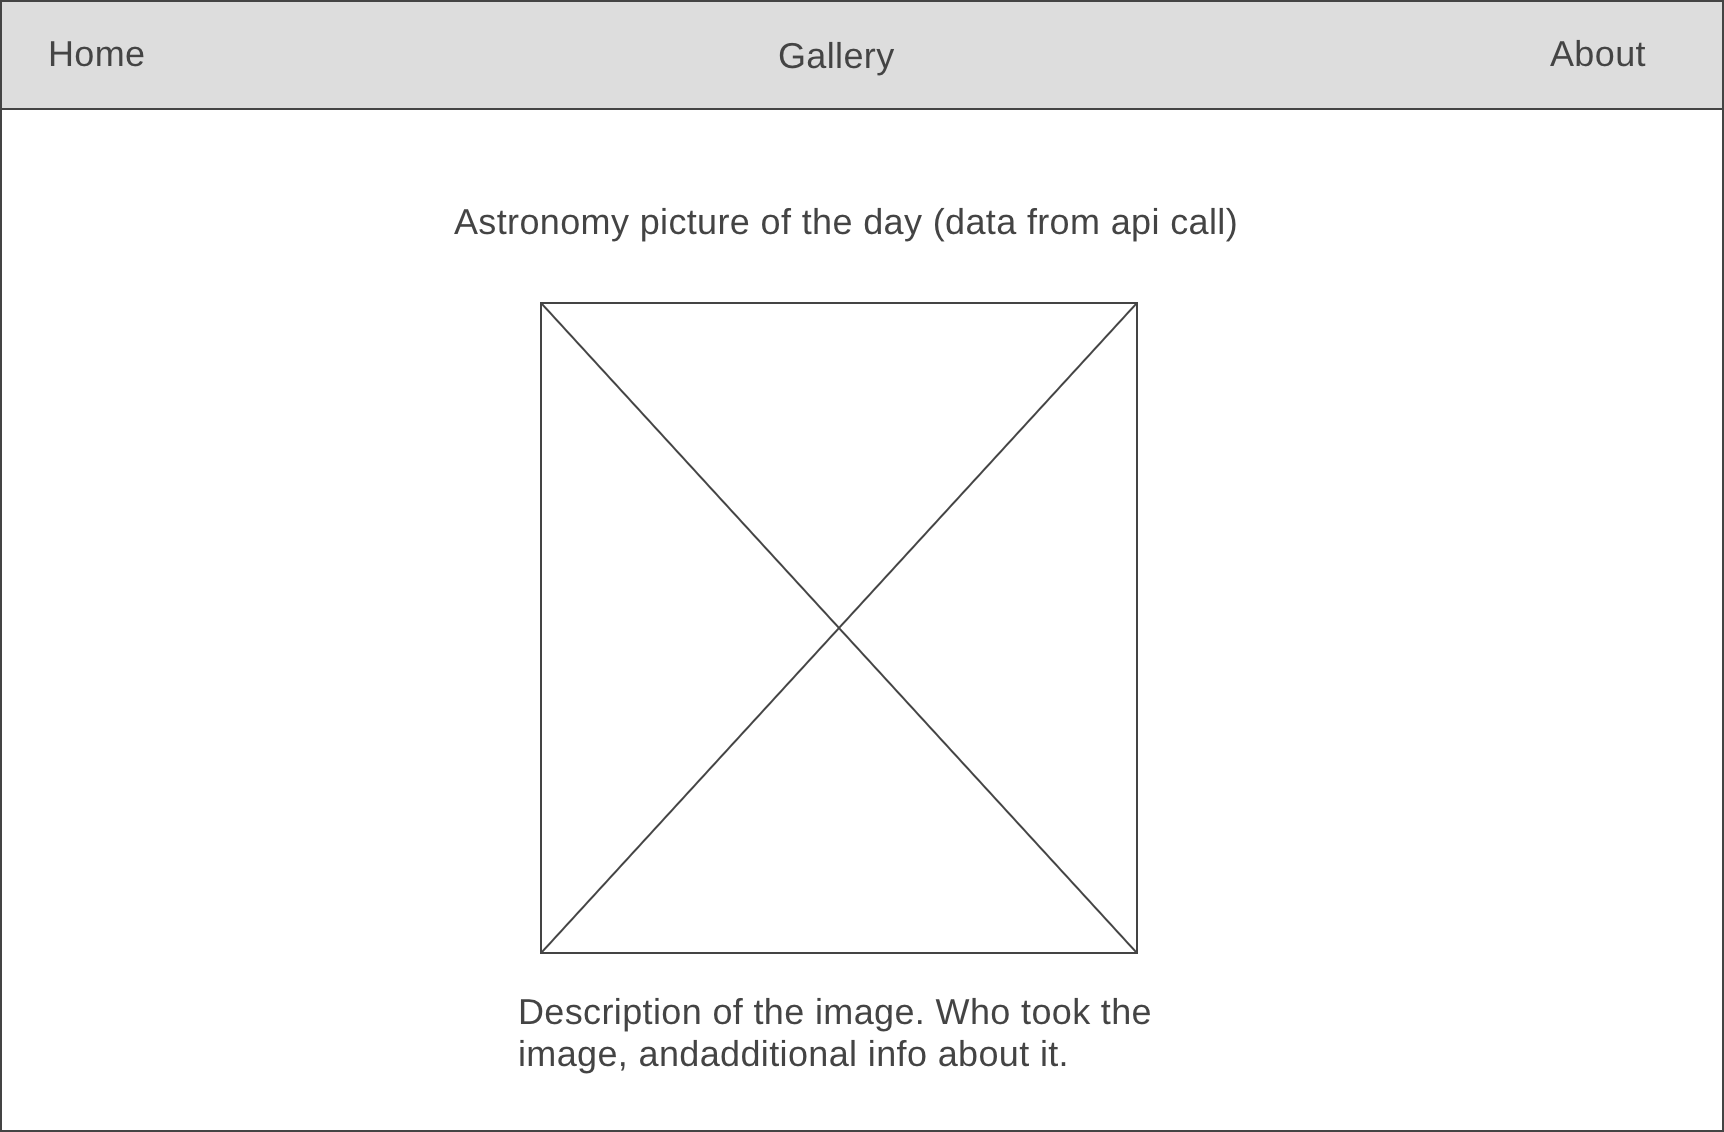 Home Gallery About
Astronomy picture of the day (data from api call)
Description of the image. Who took the
image, andadditional info about it.